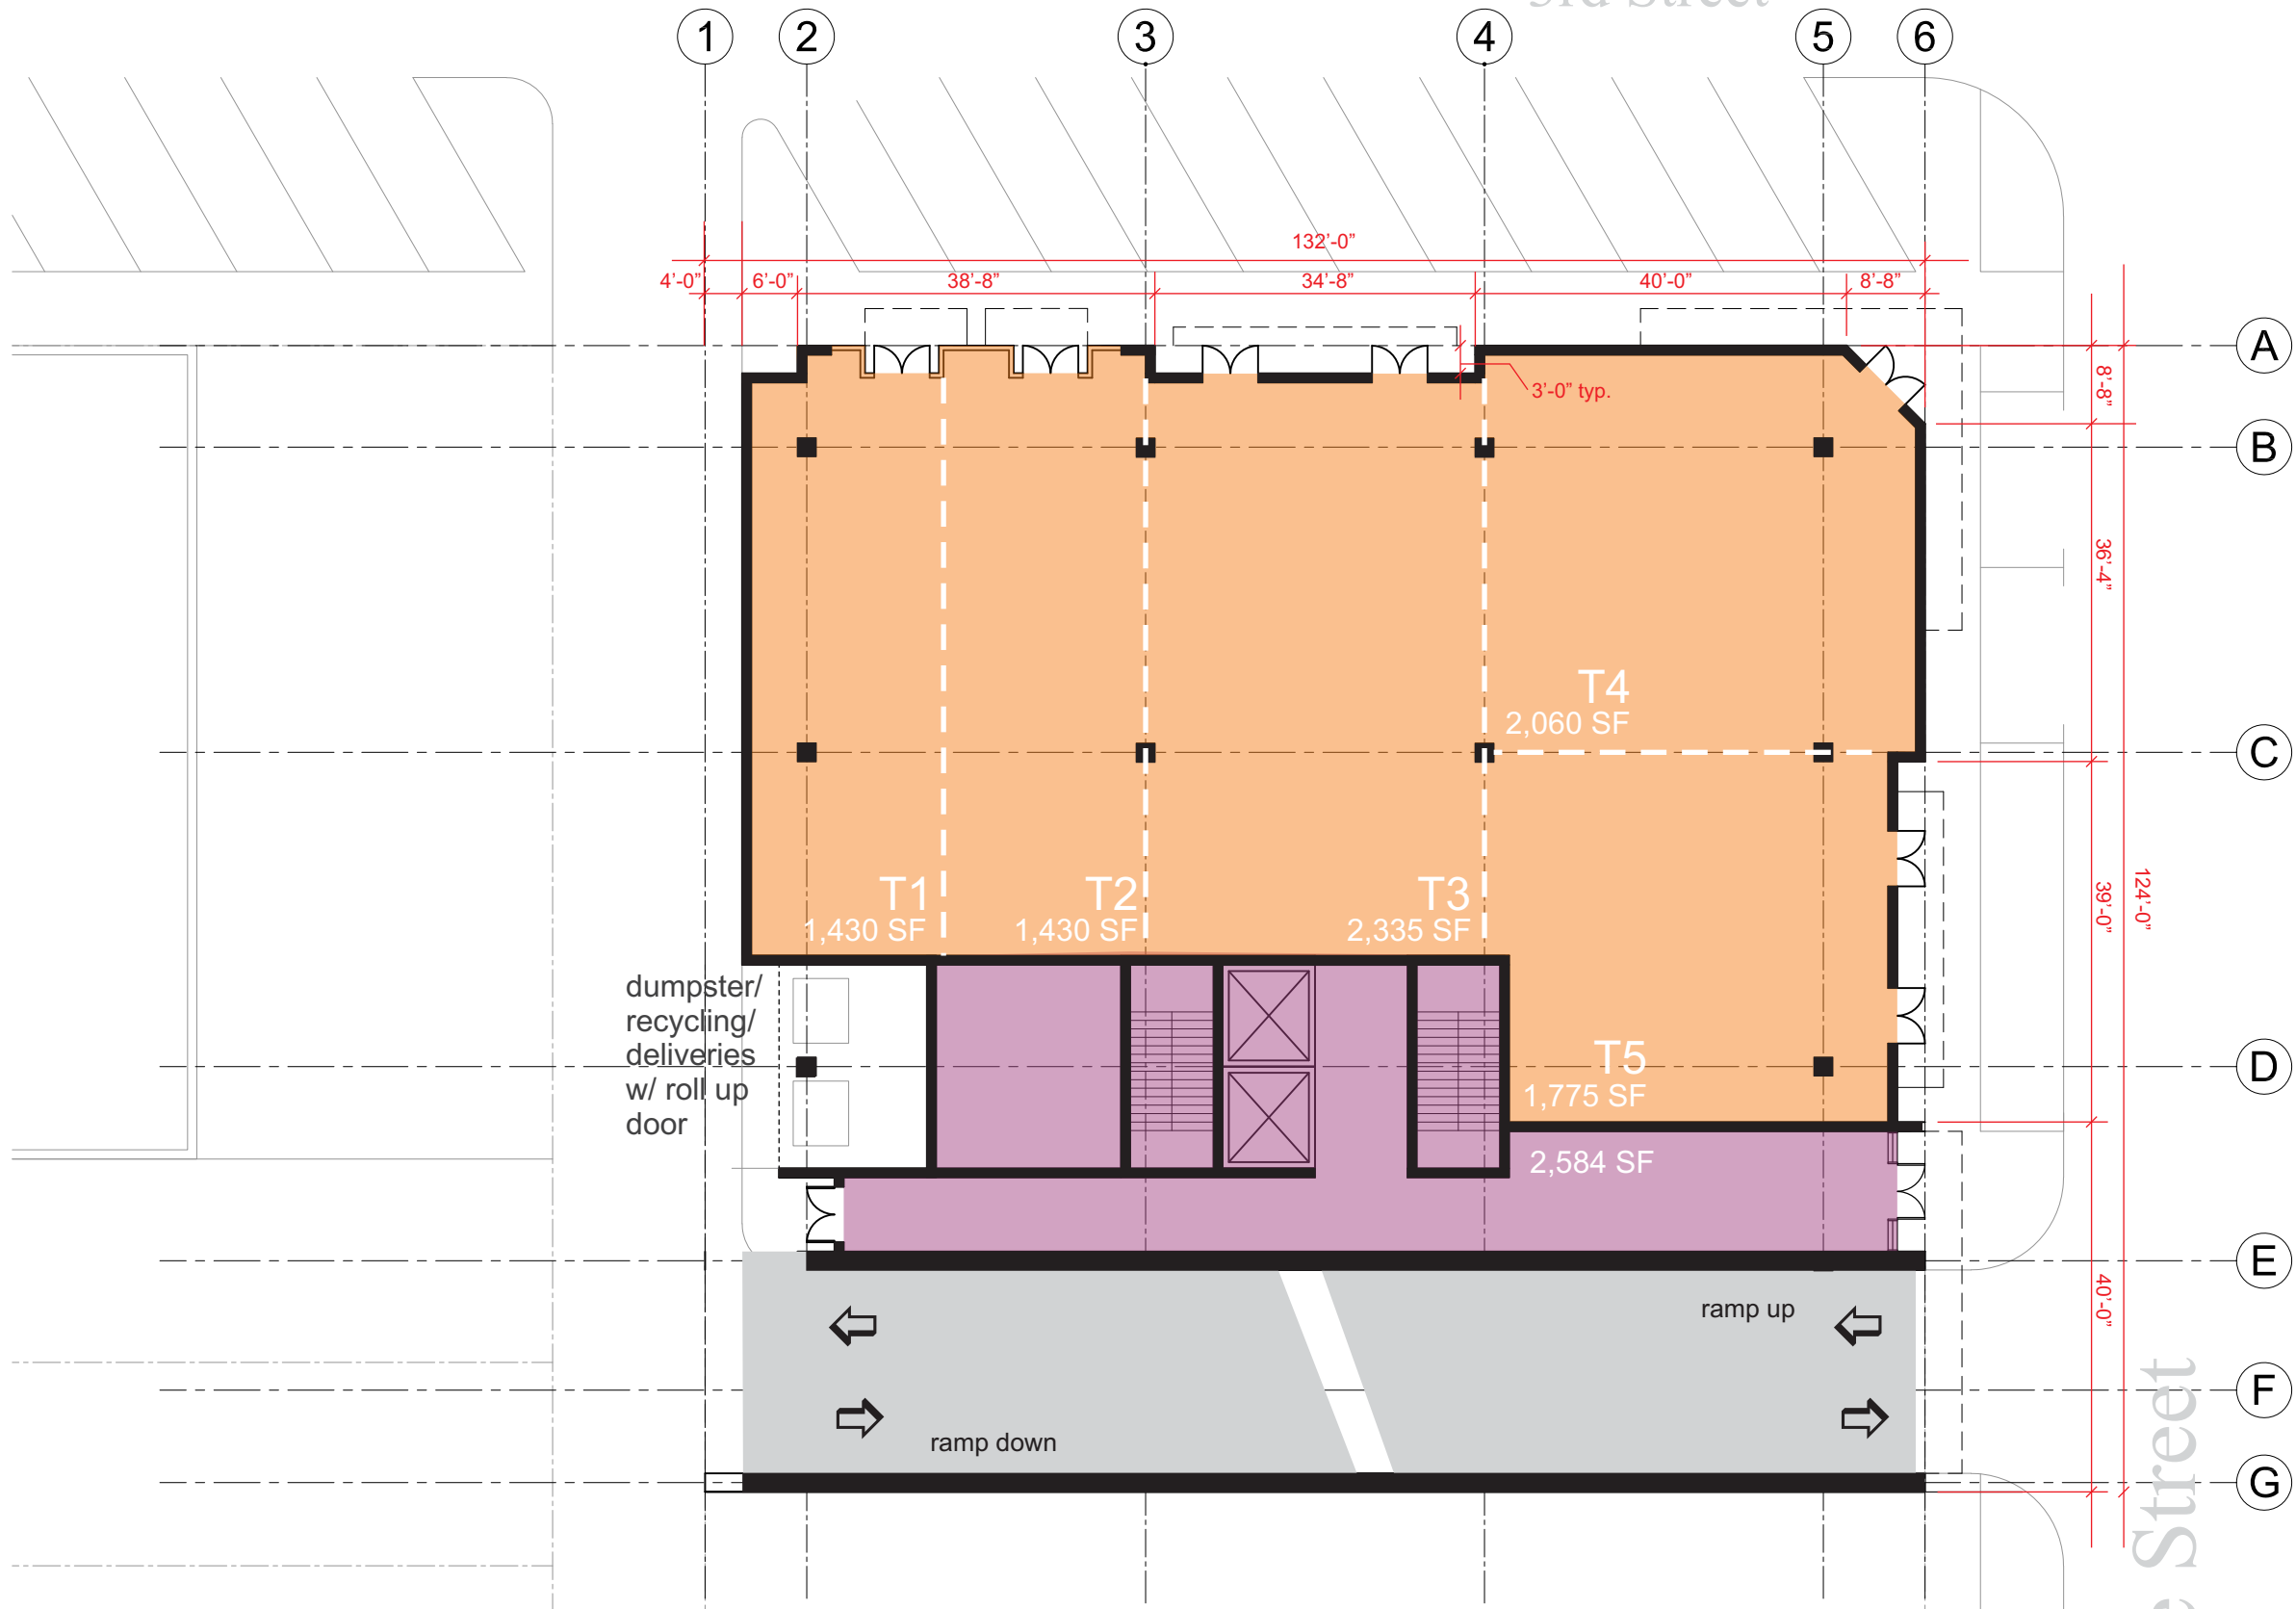 3rd Street
1 2 3 4 5 6
132'-0"
4'-0" 6'-0" 38'-8" 34'-8" 40'-0" 8'-8"
A
8'-8"
3'-0" typ.
B
36'-4"
T4
2,060 SF
C
T1 T2 T3
1,430 SF 1,430 SF 2,335 SF
39'-0" 124'-0"
dumpster/
recycling/
deliveries
w/ roll up
door
T5
1,775 SF
D
2,584 SF
E
ramp up
40'-0"
F
ramp down
G
Street